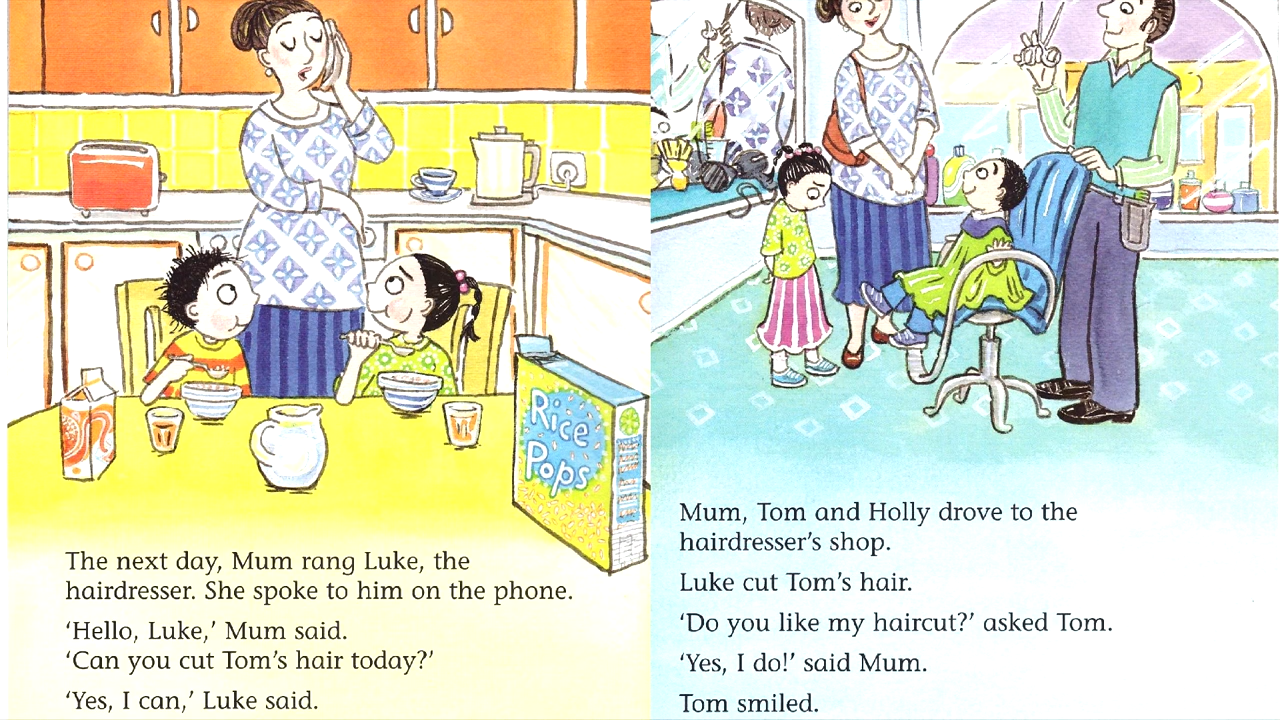 Rice
Pops
The next day, Mum rang Luke, the
hairdresser. She spoke to him on the phone.
‘Hello, Luke,’ Mum said.
‘Can you cut Tom’s hair today?’
‘Yes, I can,’ Luke said.
Mum, Tom and Holly drove to the
hairdresser’s shop.
Luke cut Tom’s hair.
‘Do you like my haircut?’ asked Tom.
‘Yes, I do!’ said Mum.
Tom smiled.